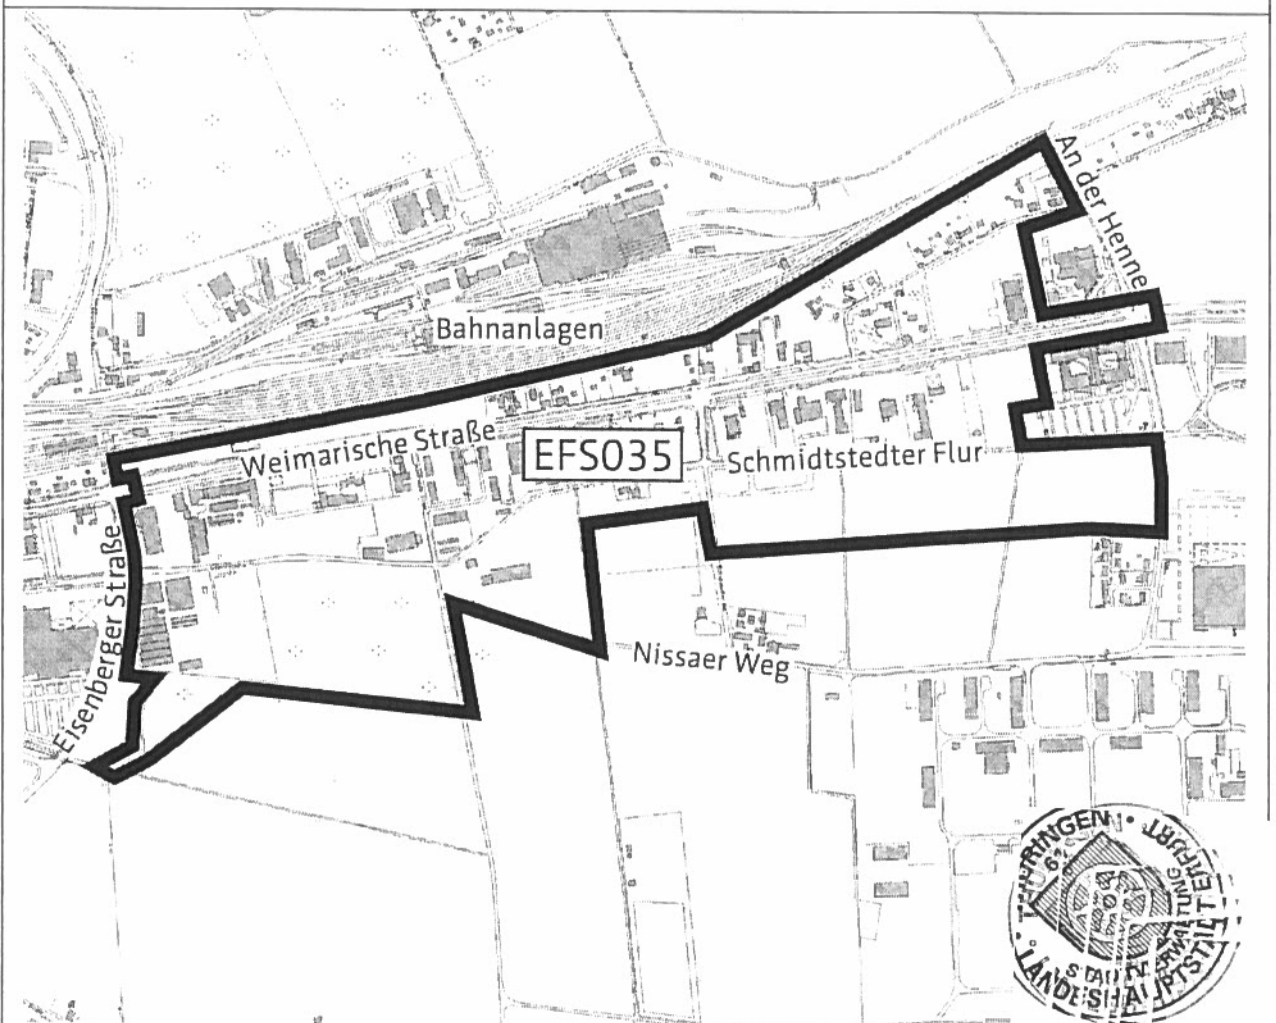 An der Henne
Bahnanlagen
Weimarische Straße
EFS035
Schmidtstedter Flur
Eisenberger Straße
Nissaer Weg
THÜRINGEN
LANDESHAUPTSTADT ERFURT
STADTVERWALTUNG